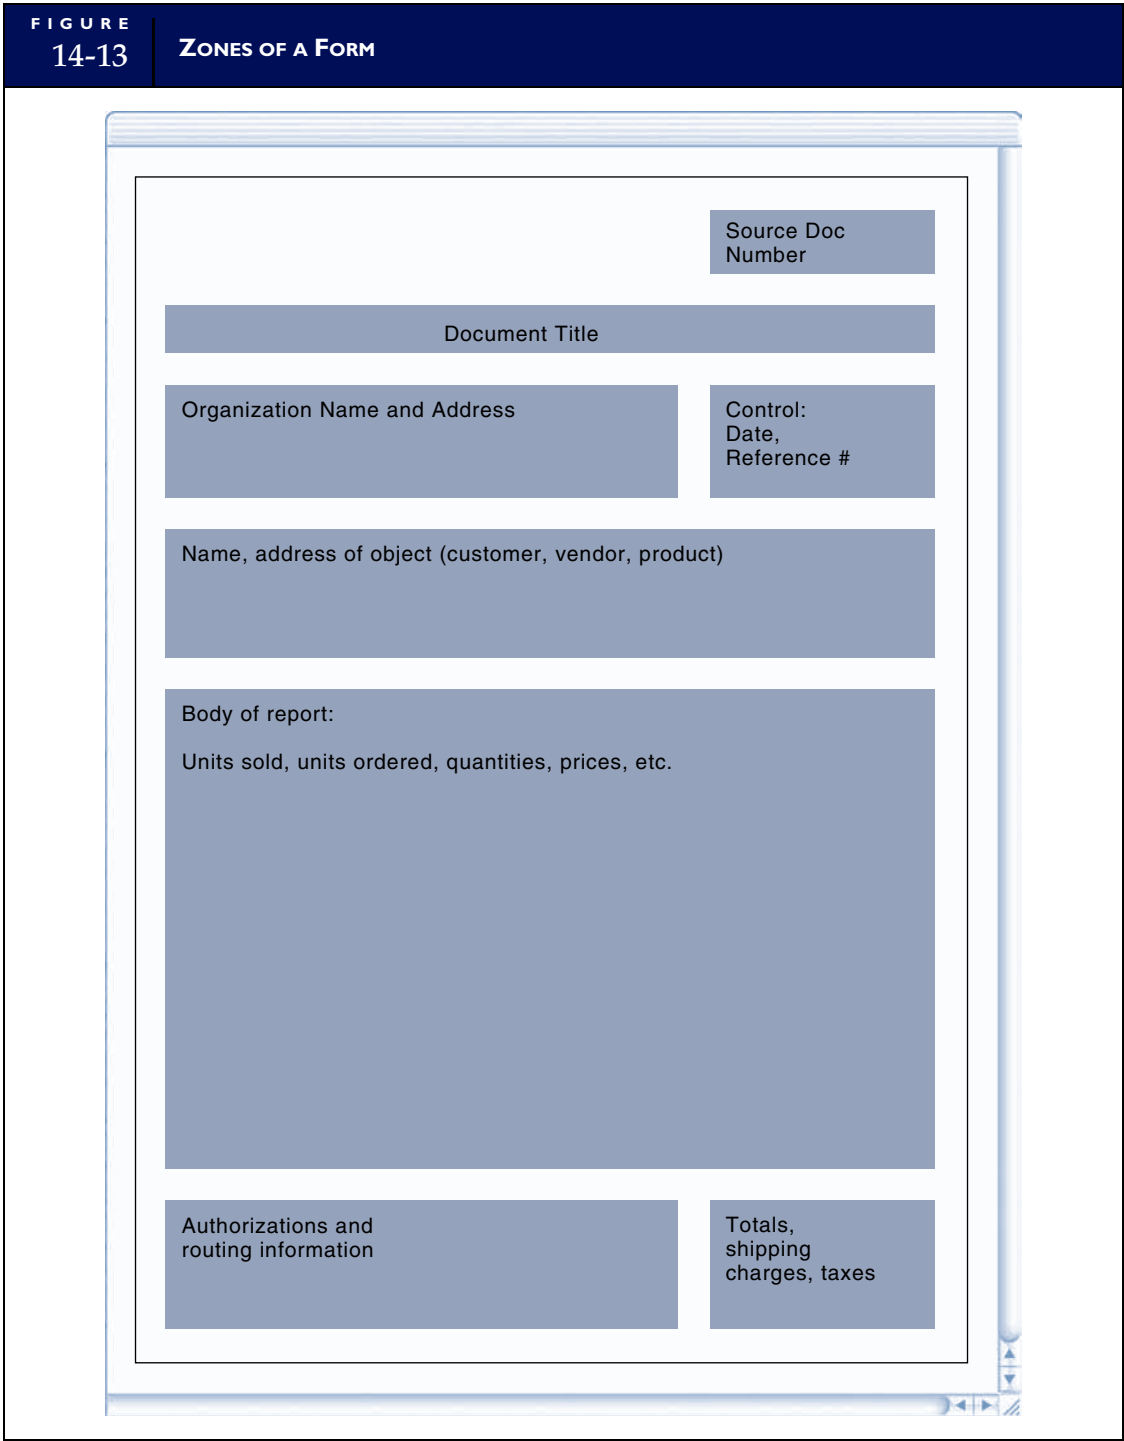 FIGURE
14-13
ZONES OF A FORM
Source Doc
Number
Document Title
Organization Name and Address
Control:
Date,
Reference #
Name, address of object (customer, vendor, product)
Body of report:
Units sold, units ordered, quantities, prices, etc.
Authorizations and
routing information
Totals,
shipping
charges, taxes